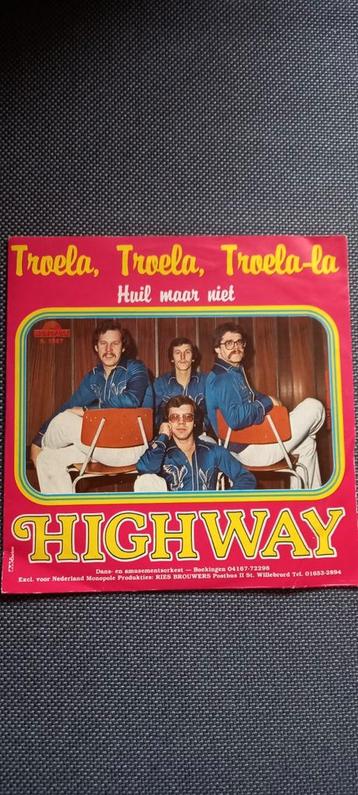 Troela, Troela, Troela-la
Huil maar niet
HIGHWAY
Dans- en amusementsorkest — Boekingen 04167-72298
Excl. voor Nederland Monopole Produkties: RIES BROUWERS Postbus II St. Willebrord Tel. 01653-2894